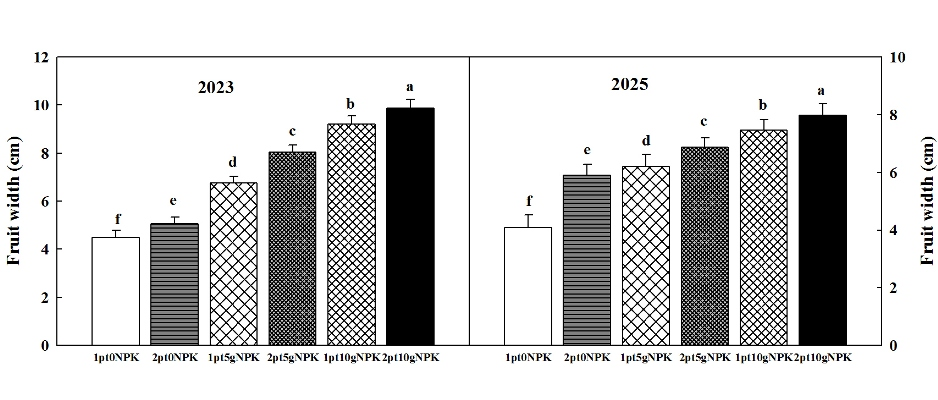 2023
2025
Fruit width (cm)
12
10
8
6
4
2
0
f
e
d
c
b
a
1pt0NPK 2pt0NPK 1pt5gNPK 2pt5gNPK 1pt10gNPK 2pt10gNPK
f
e
d
c
b
a
1pt0NPK 2pt0NPK 1pt5gNPK 2pt5gNPK 1pt10gNPK 2pt10gNPK
10
8
6
4
2
0
Fruit width (cm)